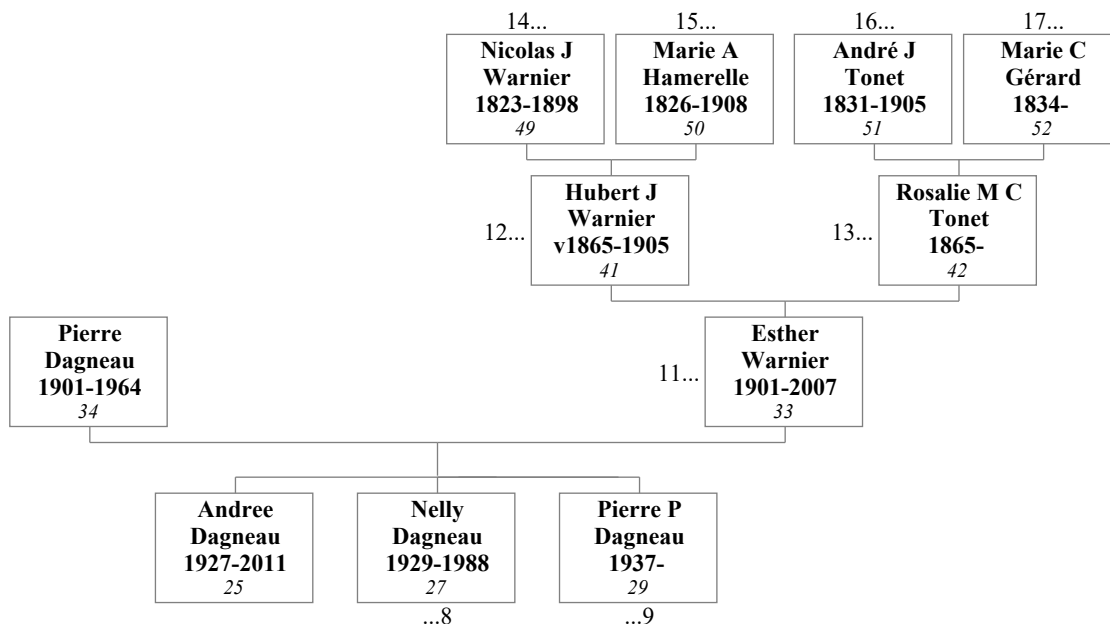 14...
15...
16...
17...
Nicolas J
Warnier
1823-1898
49
Marie A
Hamerelle
1826-1908
50
André J
Tonet
1831-1905
51
Marie C
Gérard
1834-
52
12...
Hubert J
Warnier
v1865-1905
41
13...
Rosalie M C
Tonet
1865-
42
Pierre
Dagneau
1901-1964
34
11...
Esther
Warnier
1901-2007
33
Andree
Dagneau
1927-2011
25
Nelly
Dagneau
1929-1988
27
...8
Pierre P
Dagneau
1937-
29
...9